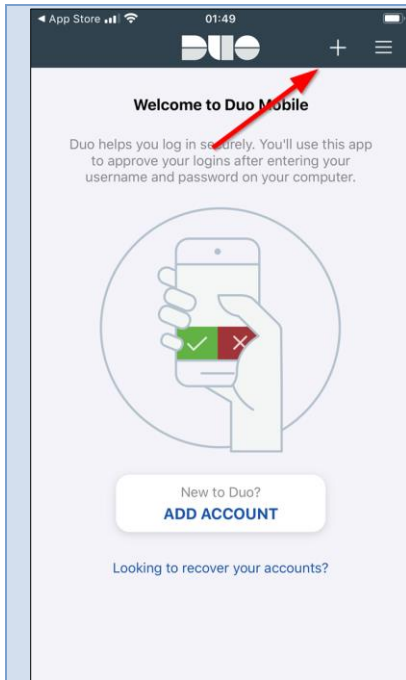 App Store 01:49
DUO
Welcome to Duo Mobile
Duo helps you log in securely. You'll use this app
to approve your logins after entering your
username and password on your computer.
New to Duo?
ADD ACCOUNT
Looking to recover your accounts?